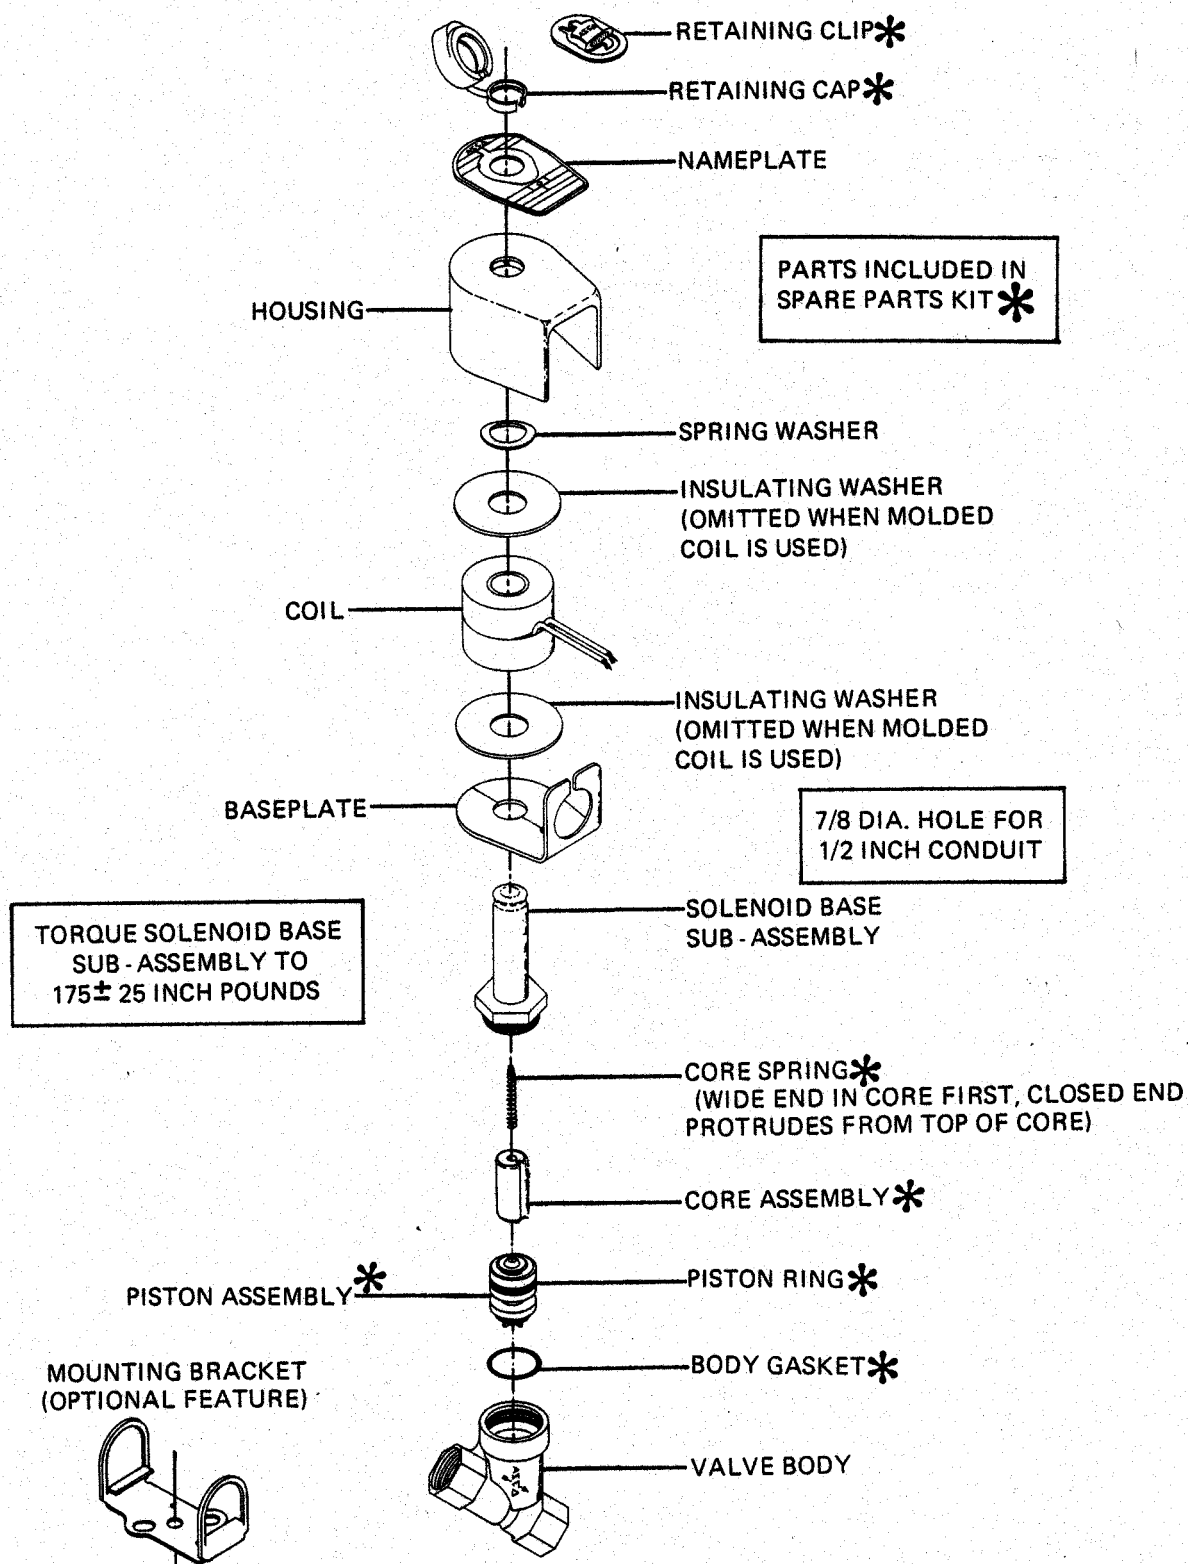 RETAINING CLIP*
RETAINING CAP*
NAMEPLATE
PARTS INCLUDED IN
SPARE PARTS KIT*
HOUSING
SPRING WASHER
INSULATING WASHER
(OMITTED WHEN MOLDED
COIL IS USED)
COIL
INSULATING WASHER
(OMITTED WHEN MOLDED
COIL IS USED)
BASEPLATE
7/8 DIA. HOLE FOR
1/2 INCH CONDUIT
SOLENOID BASE
SUB-ASSEMBLY
TORQUE SOLENOID BASE
SUB-ASSEMBLY TO
175± 25 INCH POUNDS
CORE SPRING*
(WIDE END IN CORE FIRST, CLOSED END
PROTRUDES FROM TOP OF CORE)
CORE ASSEMBLY*
PISTON RING*
PISTON ASSEMBLY*
BODY GASKET*
MOUNTING BRACKET
(OPTIONAL FEATURE)
VALVE BODY